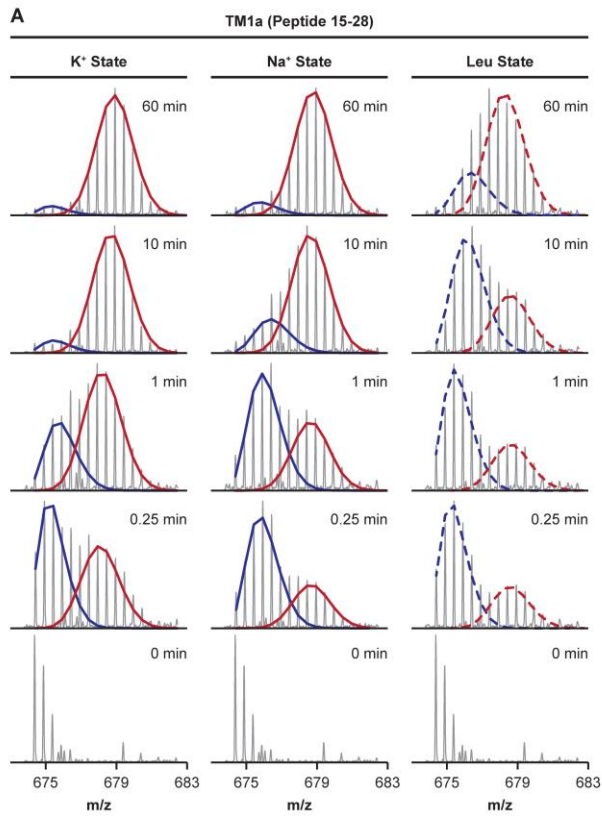 A
TM1a (Peptide 15-28)
K⁺ State Na⁺ State Leu State
60 min 60 min 60 min
10 min 10 min 10 min
1 min 1 min 1 min
0.25 min 0.25 min 0.25 min
0 min 0 min 0 min
675 679 683 675 679 683 675 679 683
m/z m/z m/z